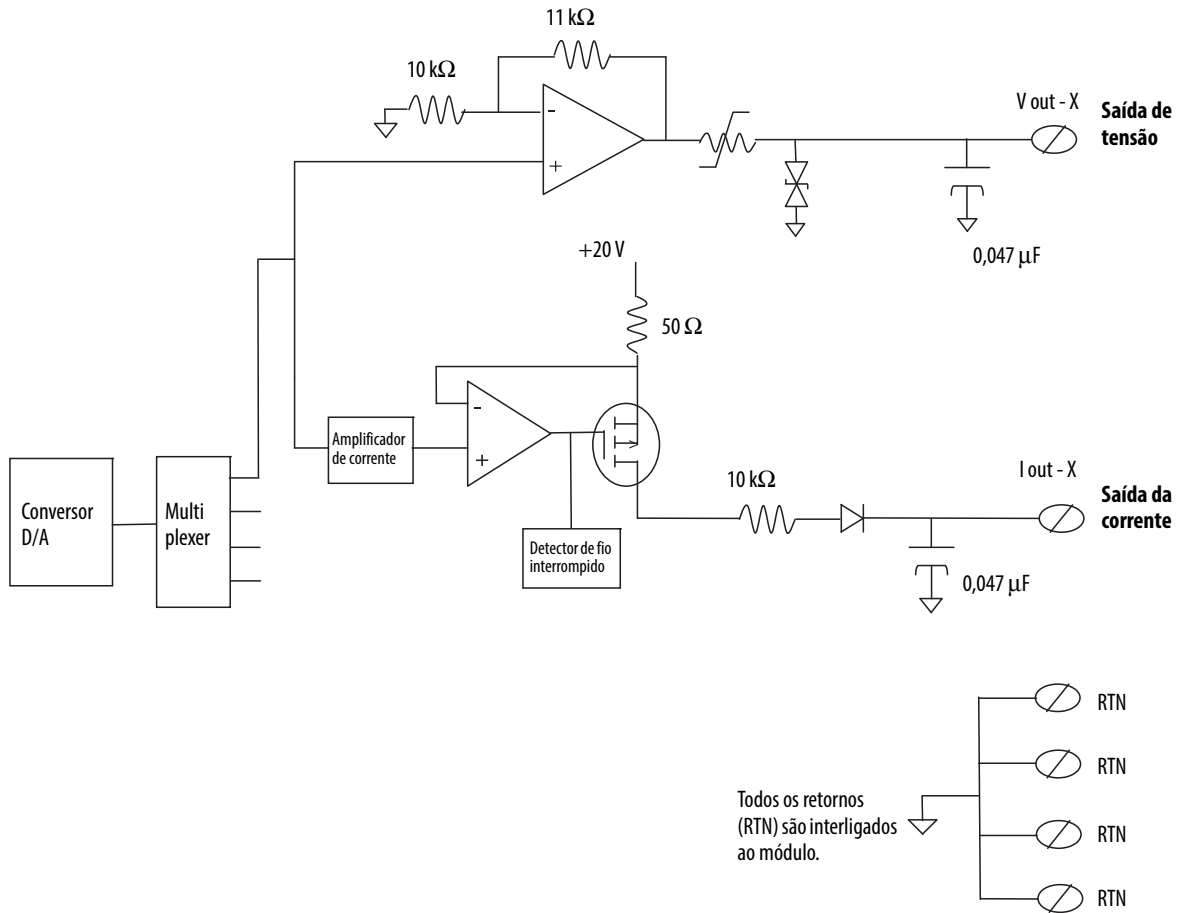 11 kΩ
10 kΩ
-
+
V out - X
Saída de
tensão
0,047 µF
+20 V
50 Ω
-
+
Amplificador
de corrente
Conversor
D/A
Multi
plexer
Detector de fio
interrompido
10 kΩ
I out - X
Saída da
corrente
0,047 µF
Todos os retornos
(RTN) são interligados
ao módulo.
RTN
RTN
RTN
RTN